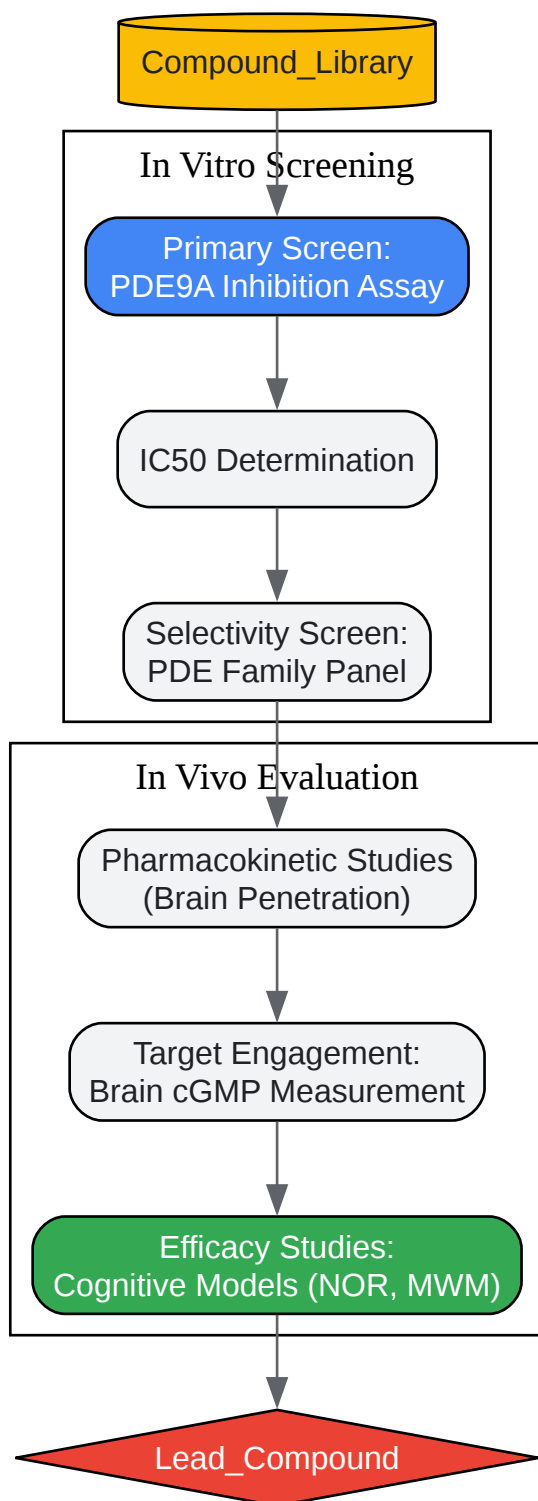 Compound_Library
In Vitro Screening
Primary Screen:
PDE9A Inhibition Assay
IC50 Determination
Selectivity Screen:
PDE Family Panel
In Vivo Evaluation
Pharmacokinetic Studies
(Brain Penetration)
Target Engagement:
Brain cGMP Measurement
Efficacy Studies:
Cognitive Models (NOR, MWM)
Lead_Compound